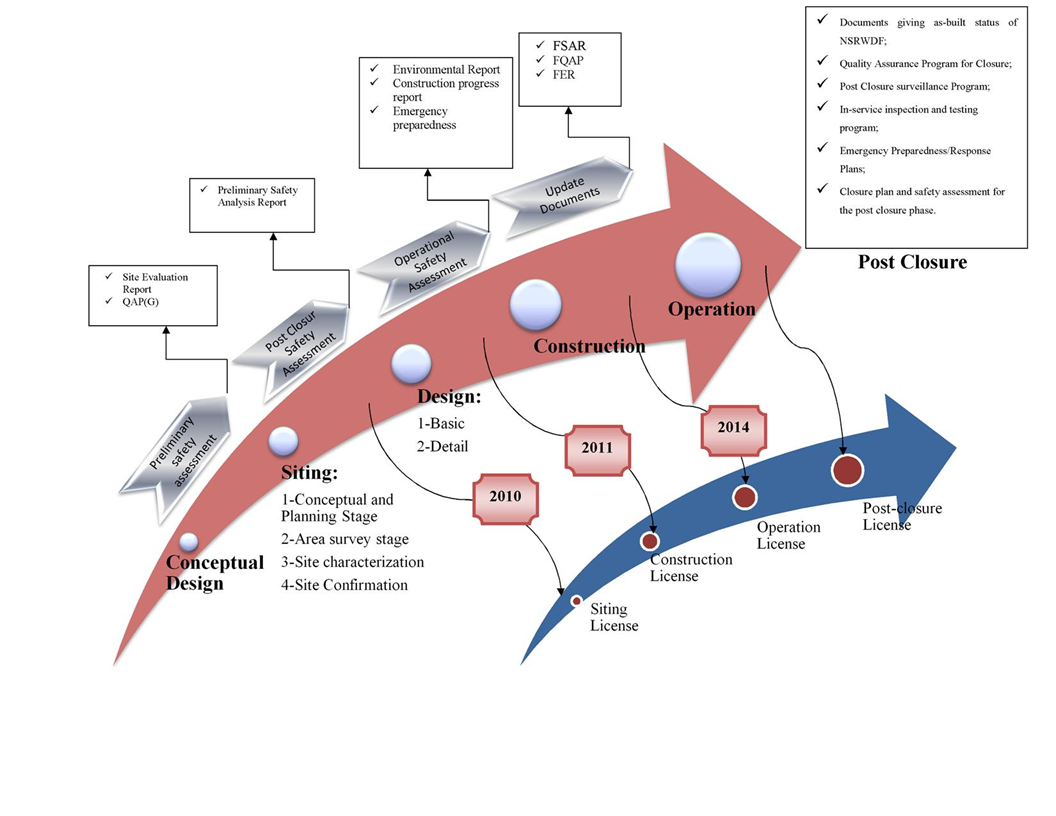 ✓ Documents giving as-built status of
NSRWDF;
✓ Quality Assurance Program for Closure;
✓ Post Closure surveillance Program;
✓ In-service inspection and testing
program;
✓ Emergency Preparedness/Response
Plans;
✓ Closure plan and safety assessment for
the post closure phase.
Post Closure
✓ FSAR
✓ FQAP
✓ FER
✓ Environmental Report
✓ Construction progress
report
✓ Emergency
preparedness
✓ Preliminary Safety
Analysis Report
✓ Site Evaluation
Report
✓ QAP(G)
Update
Documents
Operational
Safety
Assessment
Post Closur
Safety
Assessment
Preliminary
safety
assessment
Operation
Construction
Design:
1-Basic
2-Detail
Siting:
1-Conceptual and
Planning Stage
2-Area survey stage
3-Site characterization
4-Site Confirmation
Conceptual
Design
2010
2011
2014
Siting
License
Construction
License
Operation
License
Post-closure
License